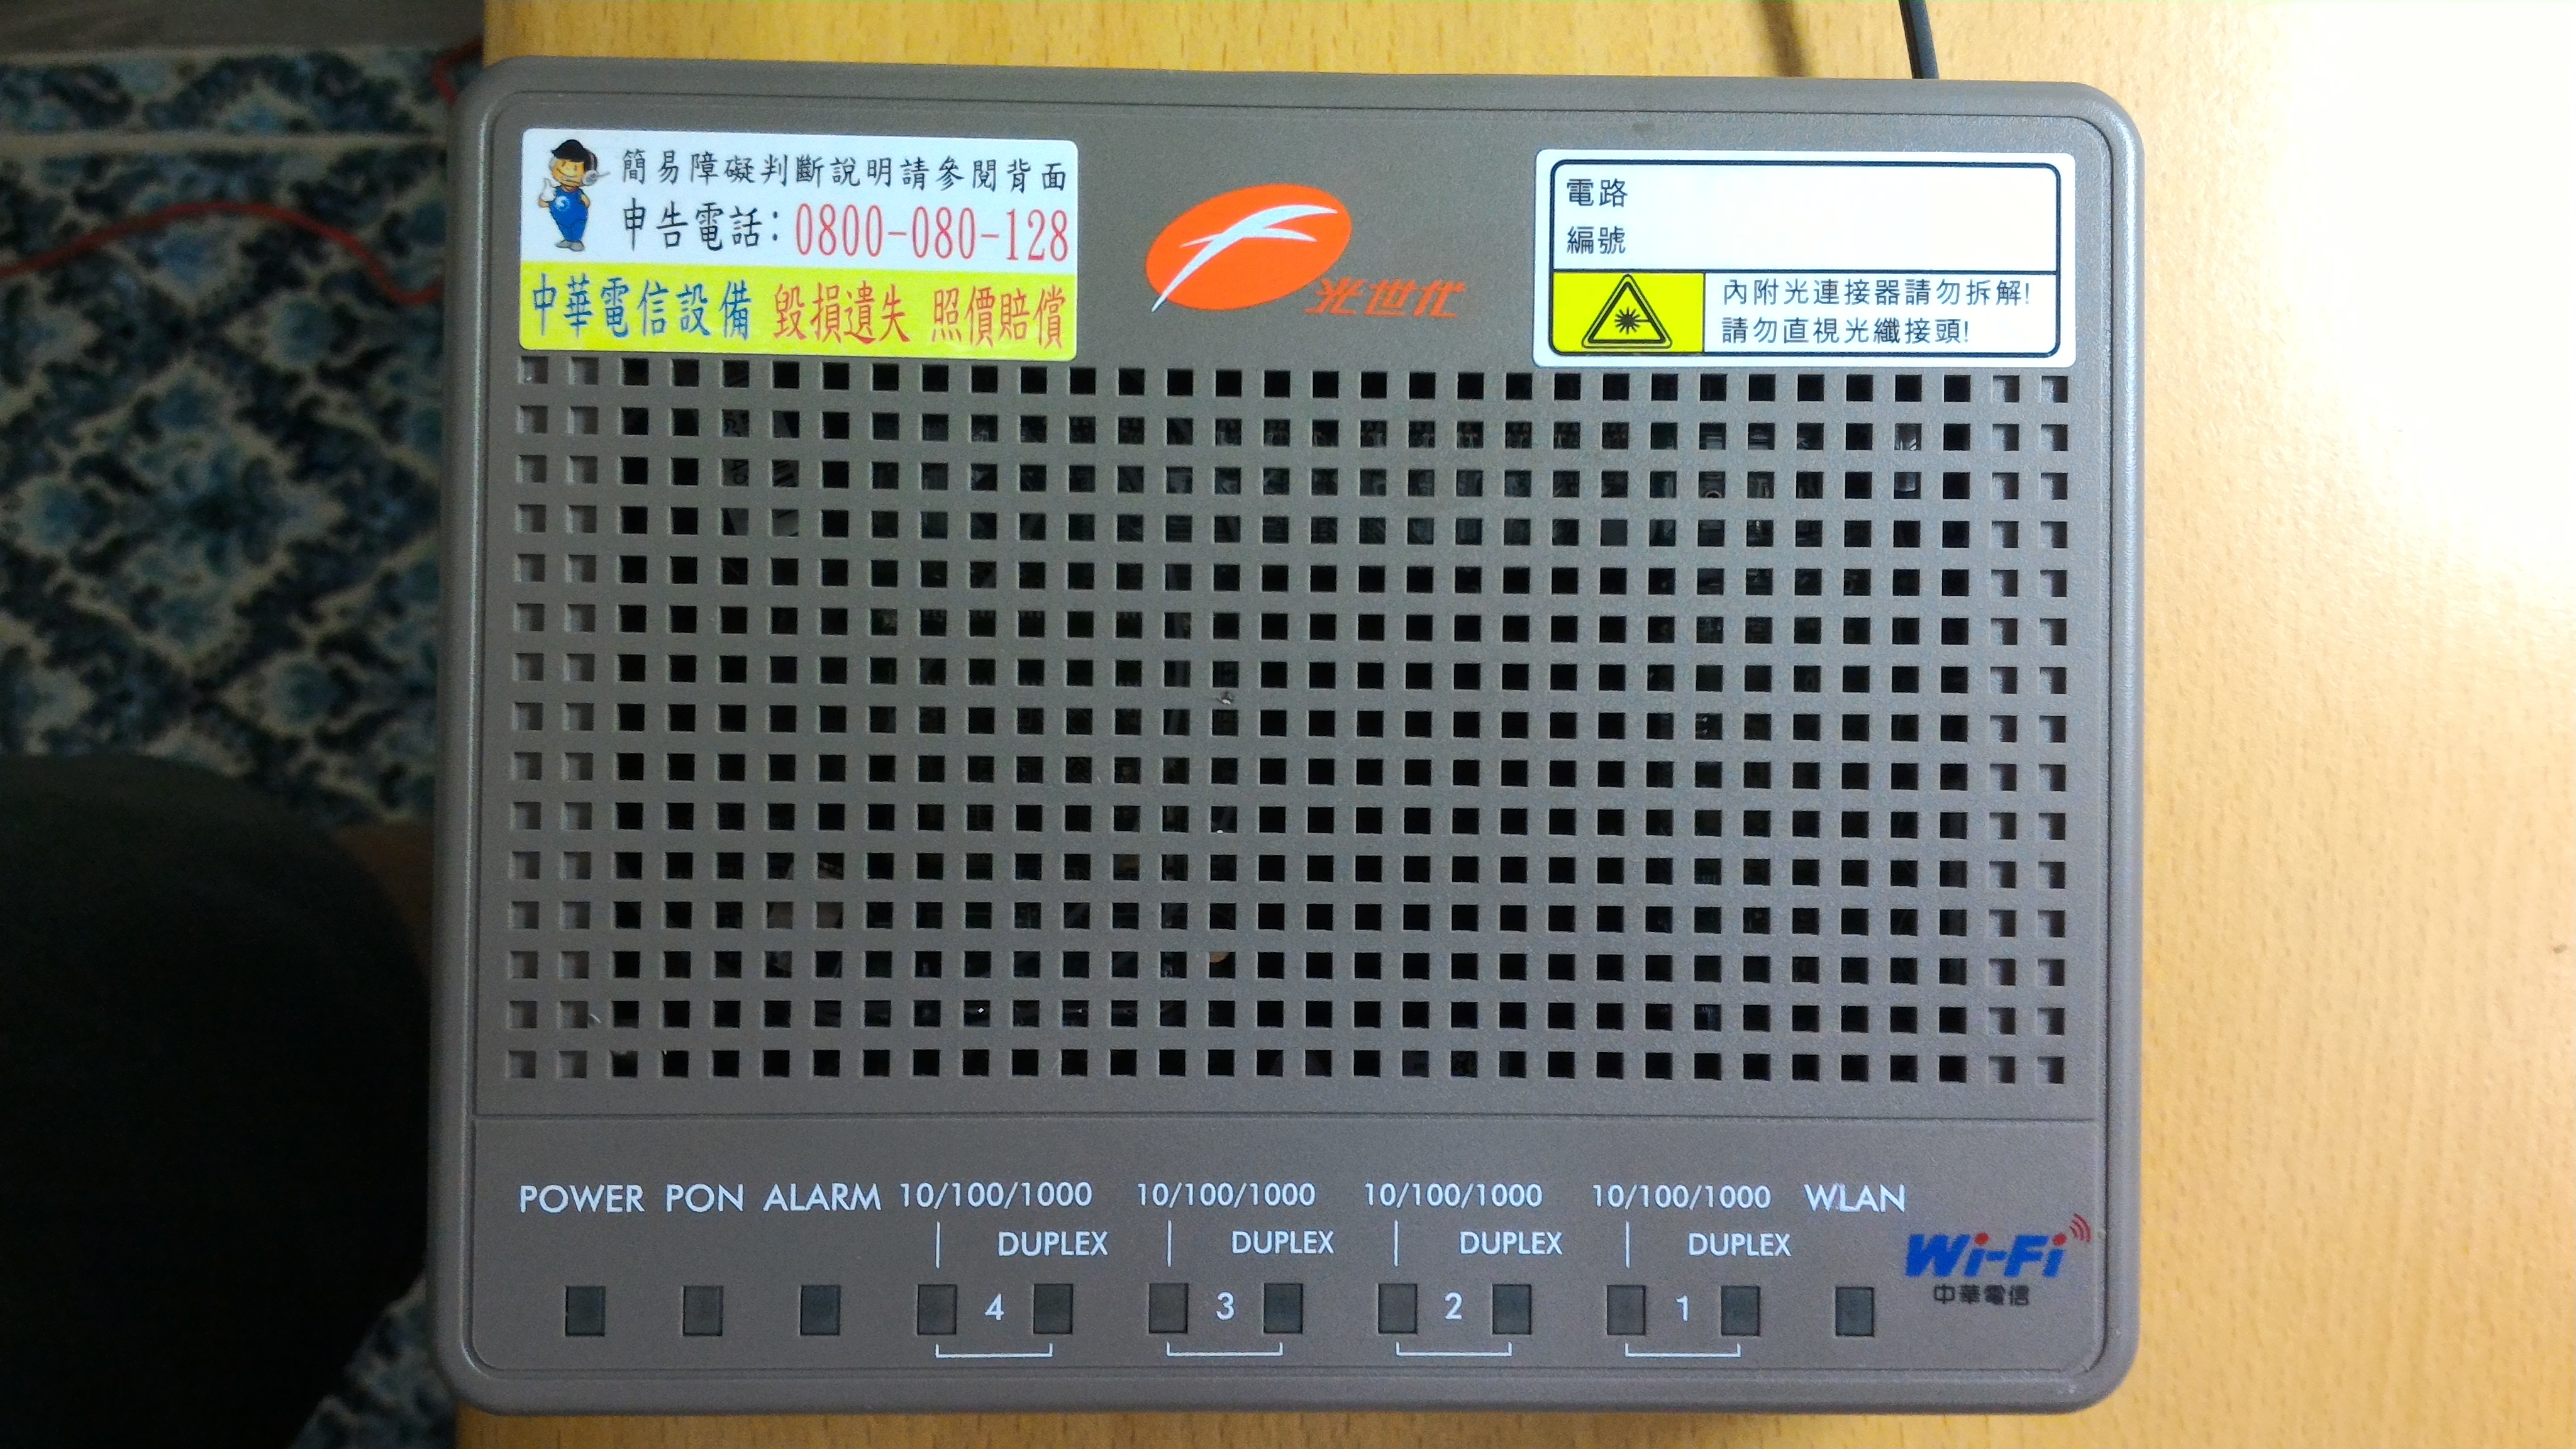 簡易障礙判斷說明請參閱背面
申告電話：0800-080-128
中華電信設備 毀損遺失 照價賠償
光世代
電路
編號
內附光連接器請勿拆解!
請勿直視光纖接頭!
POWER PON ALARM 10/100/1000 10/100/1000 10/100/1000 10/100/1000 WLAN
DUPLEX DUPLEX DUPLEX DUPLEX
4 3 2 1
Wi-Fi
中華電信